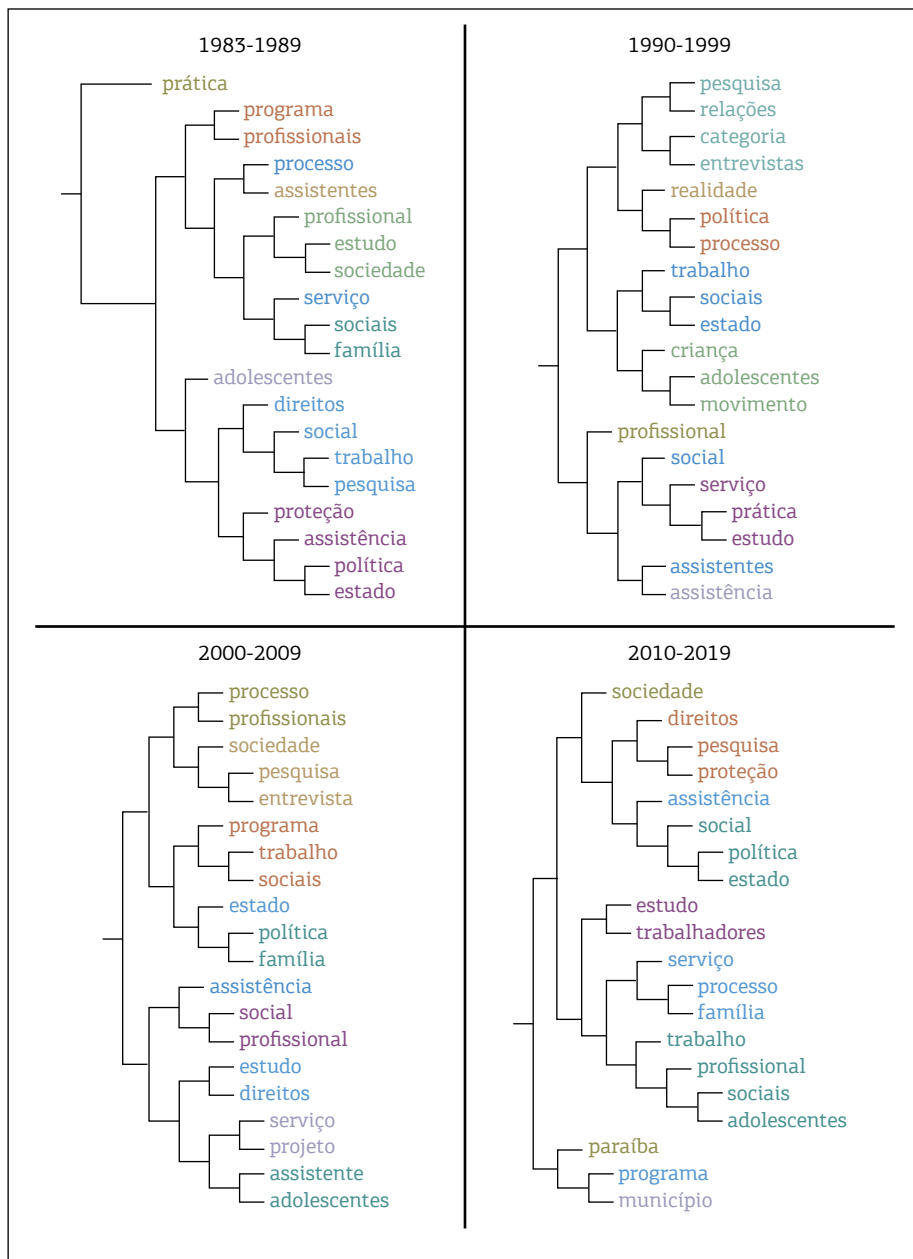 1983-1989
prática
programa
profissionais
processo
assistentes
profissional
estudo
sociedade
serviço
sociais
família
adolescentes
direitos
social
trabalho
pesquisa
proteção
assistência
política
estado
1990-1999
pesquisa
relações
categoria
entrevistas
realidade
política
processo
trabalho
sociais
estado
criança
adolescentes
movimento
profissional
social
serviço
prática
estudo
assistentes
assistência
2000-2009
processo
profissionais
sociedade
pesquisa
entrevista
programa
trabalho
sociais
estado
política
família
assistência
social
profissional
estudo
direitos
serviço
projeto
assistente
adolescentes
2010-2019
sociedade
direitos
pesquisa
proteção
assistência
social
política
estado
estudo
trabalhadores
serviço
processo
família
trabalho
profissional
sociais
adolescentes
paraíba
programa
município